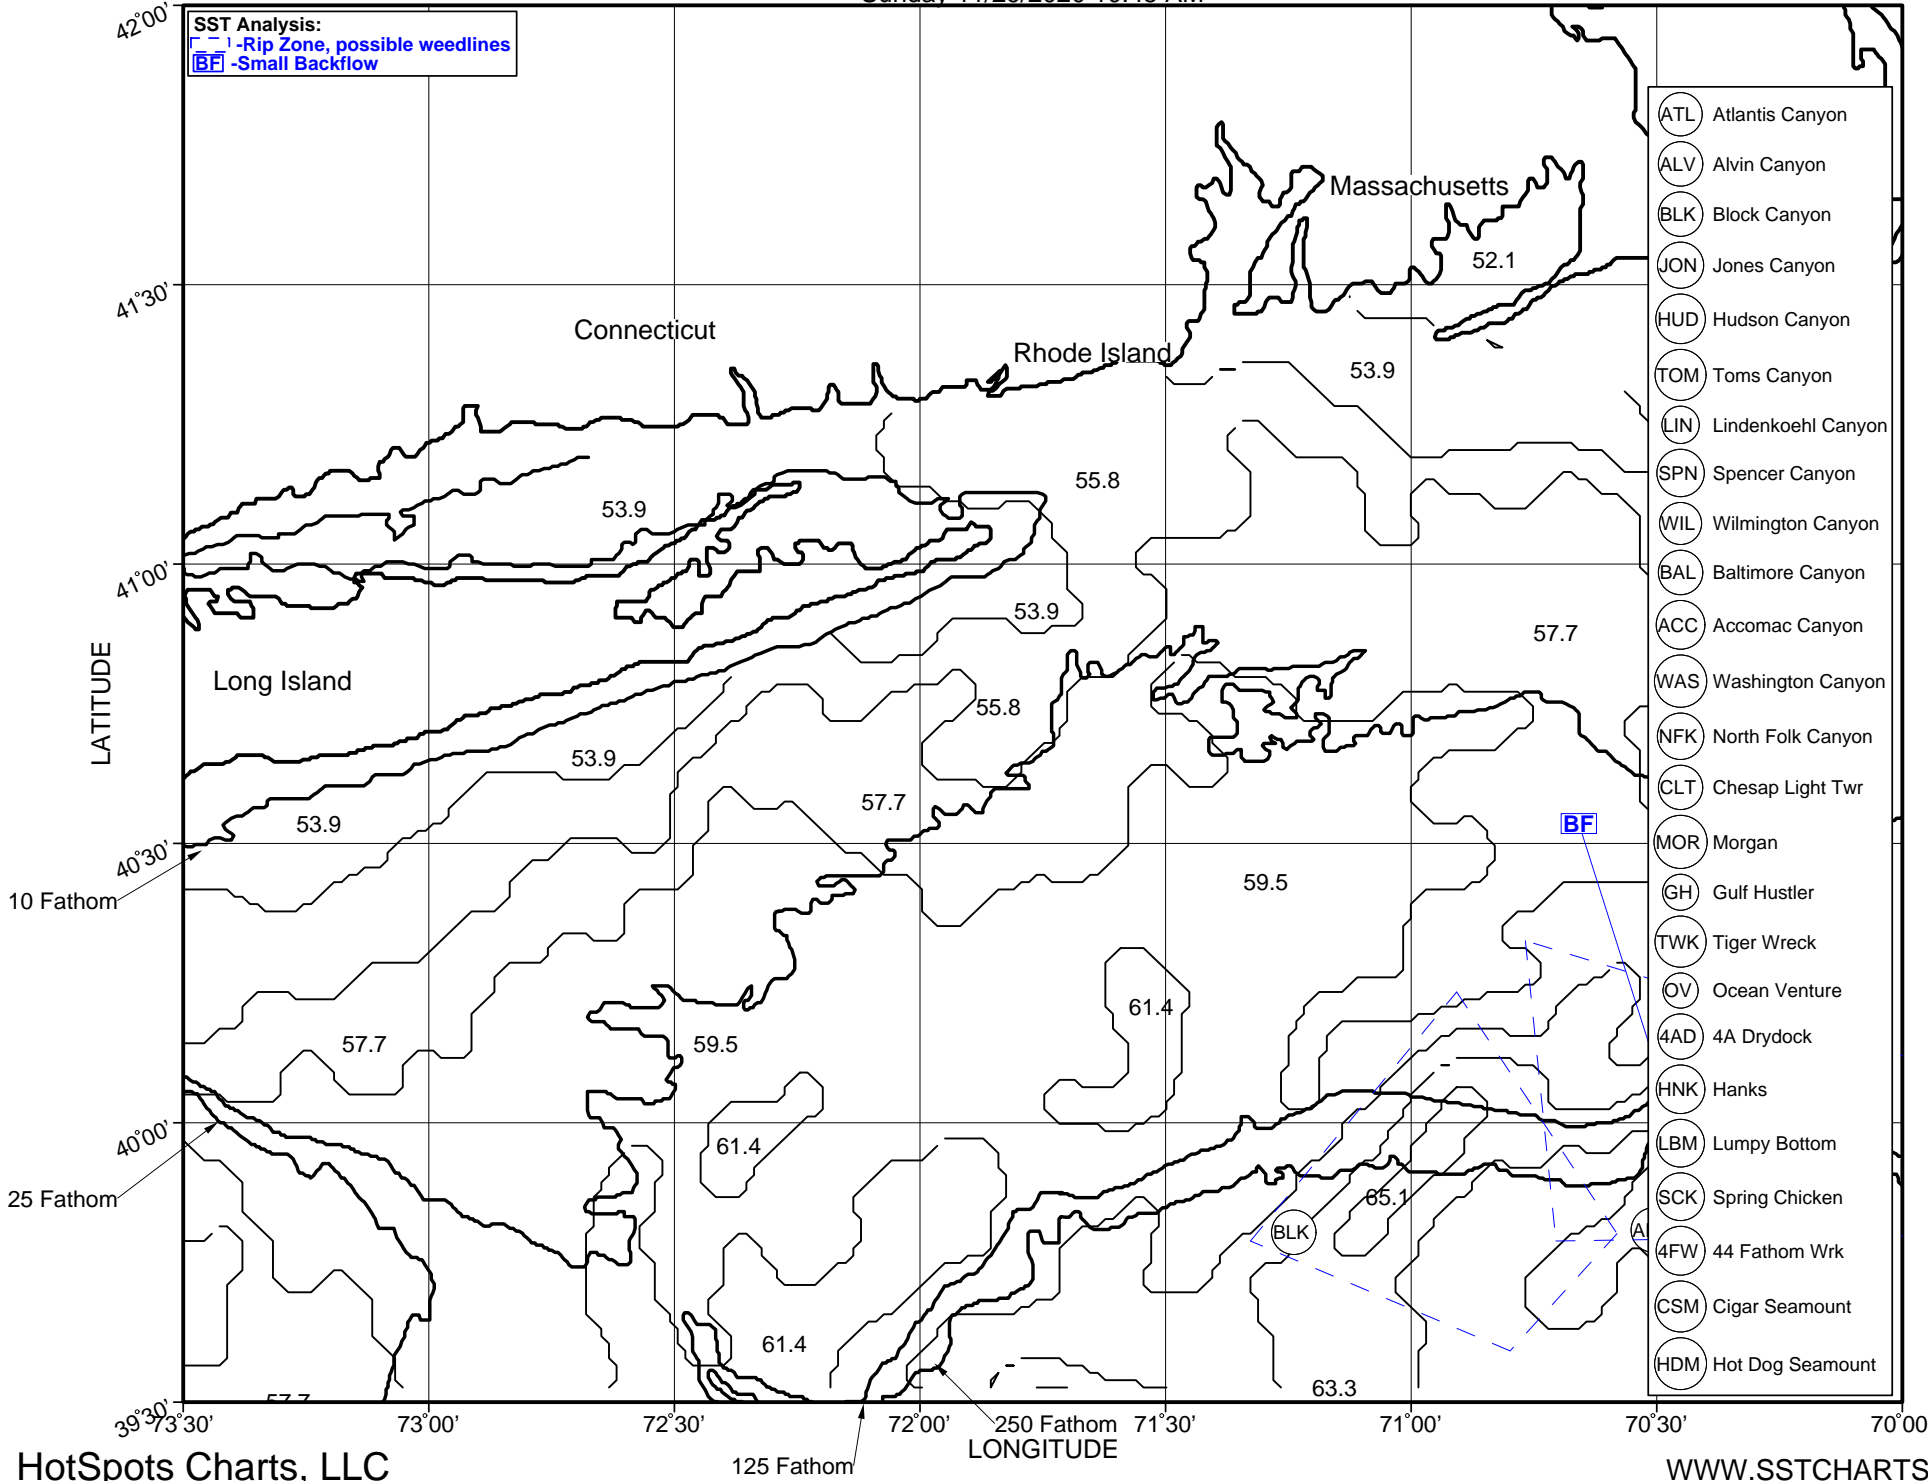 42°00'
SST Analysis:
-Rip Zone, possible weedlines
BF -Small Backflow
ATL Atlantis Canyon
ALV Alvin Canyon
BLK Block Canyon
JON Jones Canyon
HUD Hudson Canyon
TOM Toms Canyon
LIN Lindenkoehl Canyon
SPN Spencer Canyon
WIL Wilmington Canyon
BAL Baltimore Canyon
ACC Accomac Canyon
WAS Washington Canyon
NFK North Folk Canyon
CLT Chesap Light Twr
MOR Morgan
GH Gulf Hustler
TWK Tiger Wreck
OV Ocean Venture
4AD 4A Drydock
HNK Hanks
LBM Lumpy Bottom
SCK Spring Chicken
4FW 44 Fathom Wrk
CSM Cigar Seamount
HDM Hot Dog Seamount
Massachusetts
52.1
41°30'
Connecticut
Rhode Island
53.9
55.8
53.9
41°00'
53.9
57.7
LATITUDE
Long Island
55.8
53.9
57.7
53.9
BF
40°30'
59.5
10 Fathom
61.4
57.7
59.5
40°00'
61.4
25 Fathom
65.1
BLK
61.4
63.3
57.7
39°30'
73°30'
73°00'
72°30'
72°00'
250 Fathom
71°30'
71°00'
70°30'
70°00'
LONGITUDE
125 Fathom
HotSpots Charts, LLC
WWW.SSTCHARTS